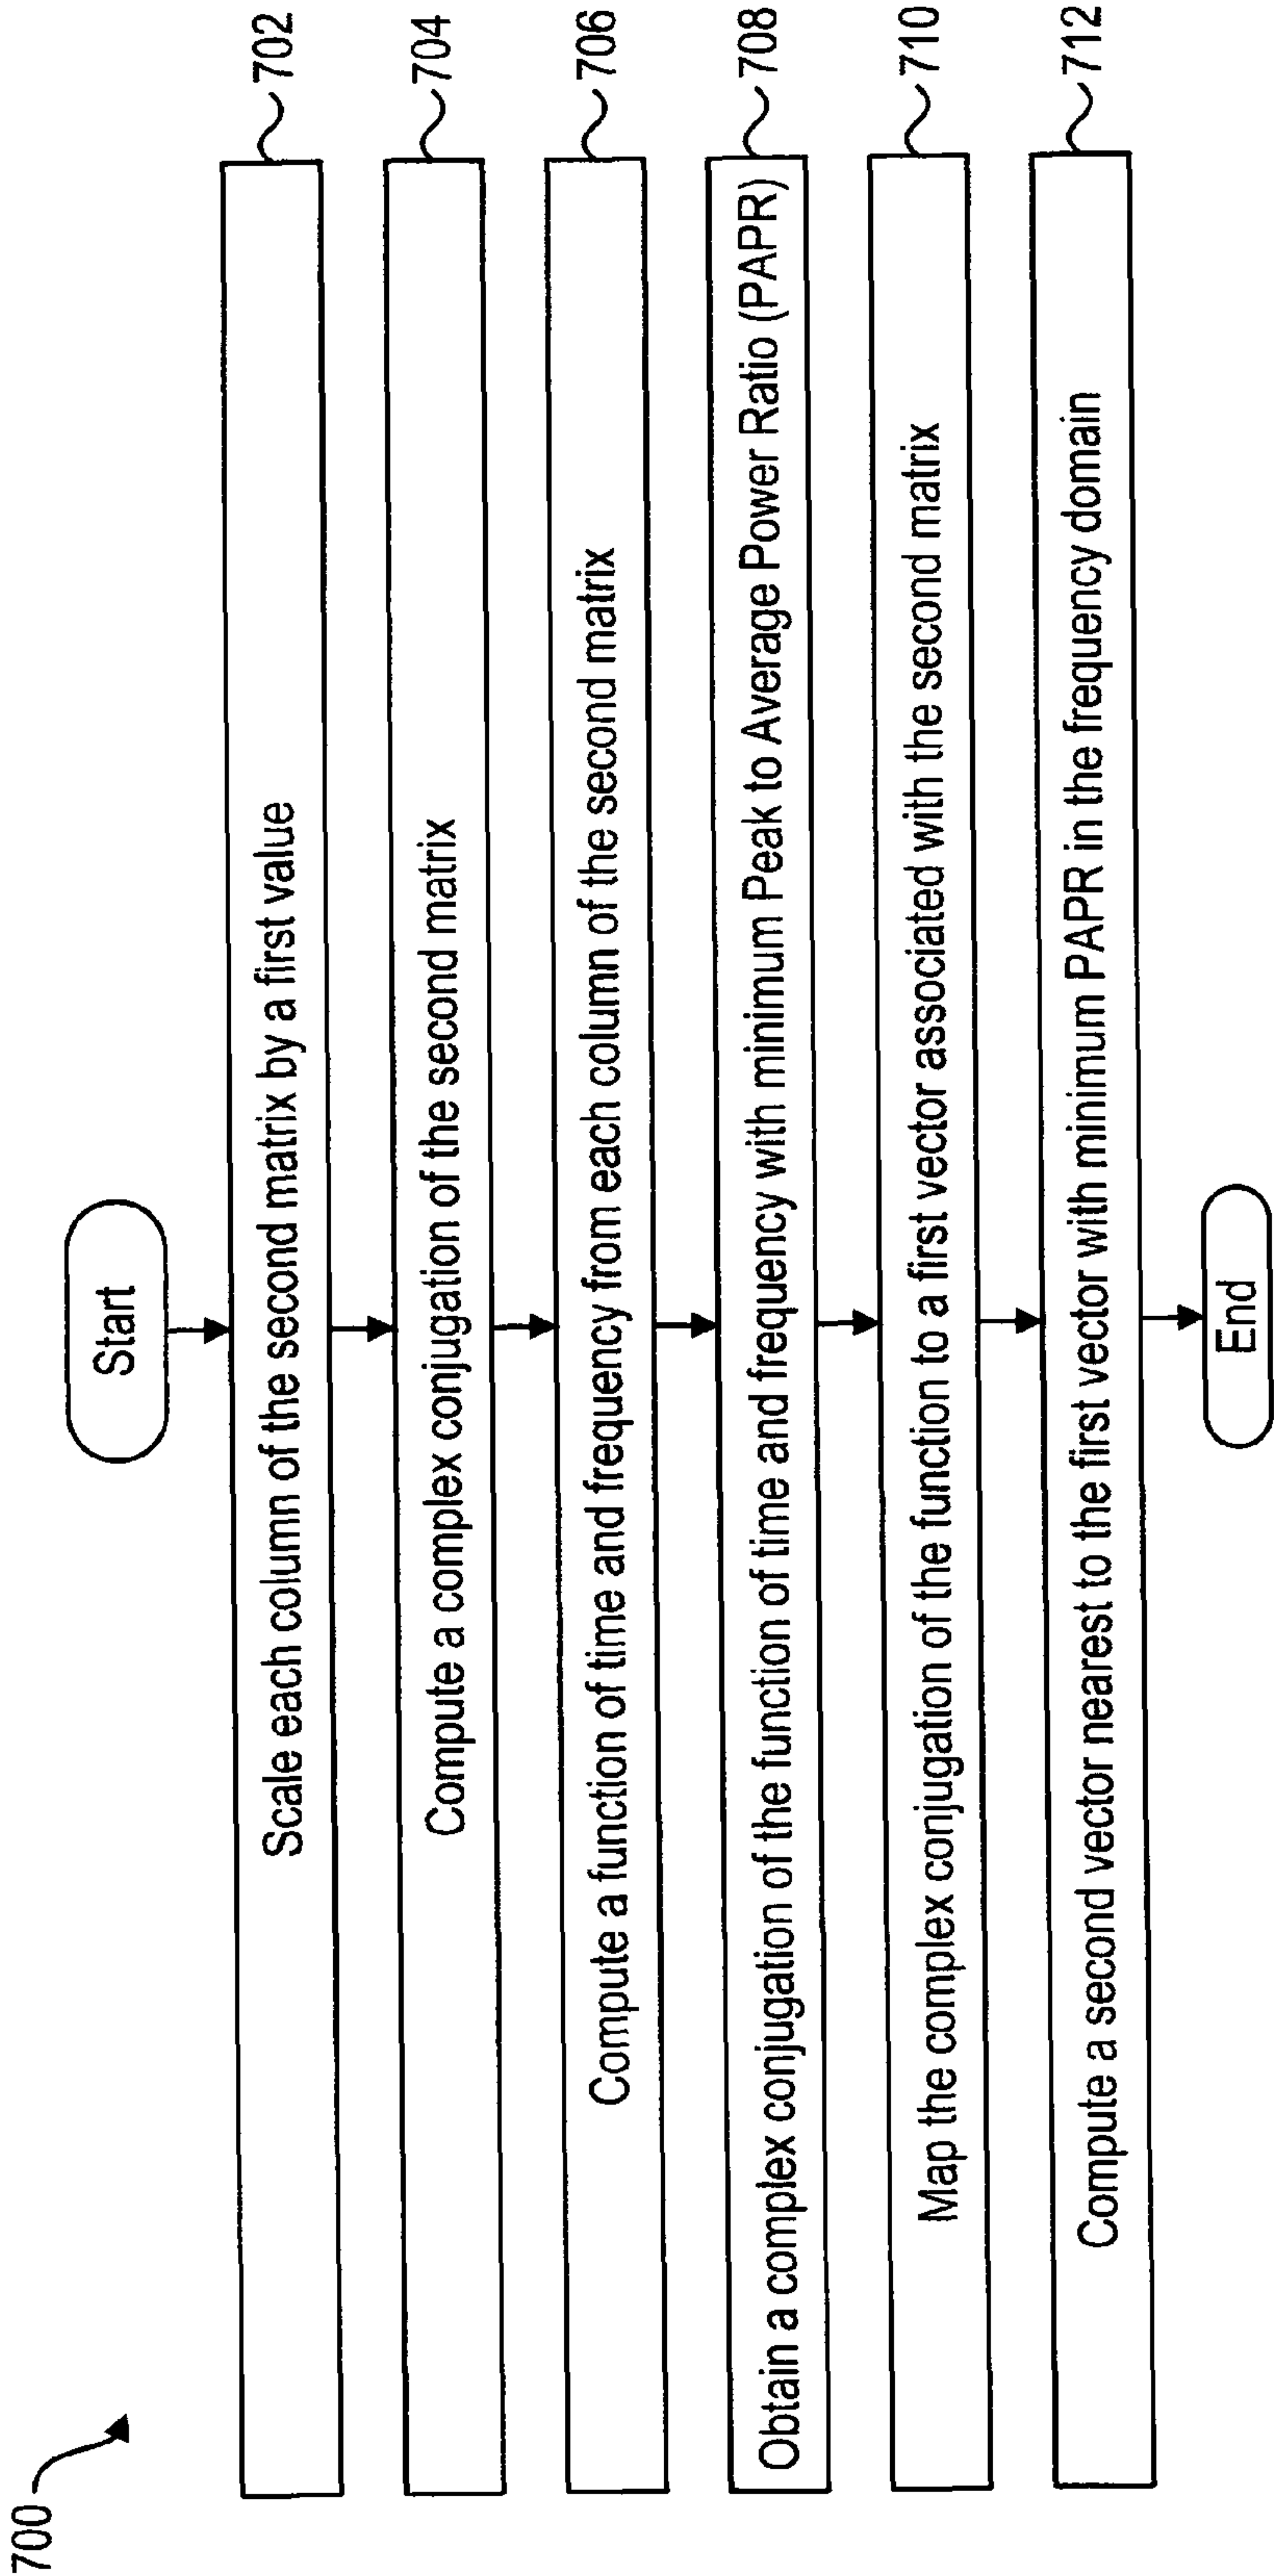 700
Start
Scale each column of the second matrix by a first value
702
Compute a complex conjugation of the second matrix
704
Compute a function of time and frequency from each column of the second matrix
706
Obtain a complex conjugation of the function of time and frequency with minimum Peak to Average Power Ratio (PAPR)
708
Map the complex conjugation of the function to a first vector associated with the second matrix
710
Compute a second vector nearest to the first vector with minimum PAPR in the frequency domain
712
End